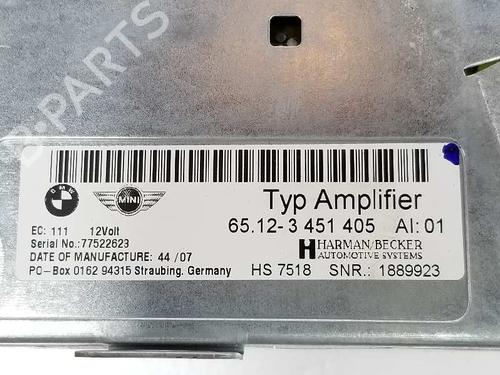 B-PARTS
BMW
MINI
Typ Amplifier
EC: 111 12Volt
65.12-3 451 405 AI: 01
Serial No.:77522623
HARMAN/BECKER
AUTOMOTIVE SYSTEMS
DATE OF MANUFACTURE: 44 /07
PO-Box 0162 94315 Straubing. Germany
HS 7518 SNR.: 1889923